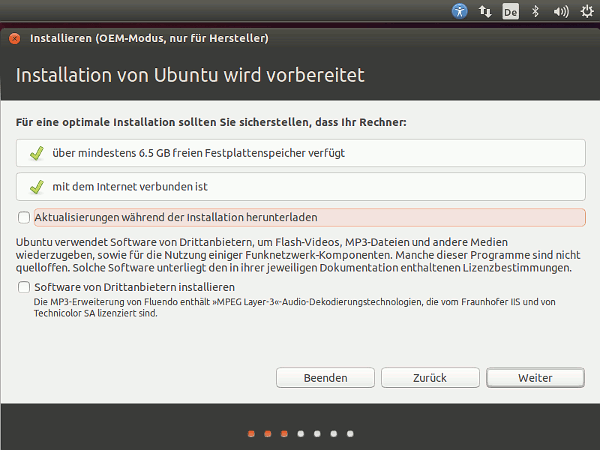 De
Installieren (OEM-Modus, nur für Hersteller)
Installation von Ubuntu wird vorbereitet
Für eine optimale Installation sollten Sie sicherstellen, dass Ihr Rechner:
über mindestens 6.5 GB freien Festplattenspeicher verfügt
mit dem Internet verbunden ist
Aktualisierungen während der Installation herunterladen
Ubuntu verwendet Software von Drittanbietern, um Flash-Videos, MP3-Dateien und andere Medien
wiederzugeben, sowie für die Nutzung einiger Funknetzwerk-Komponenten. Manche dieser Programme sind nicht
quelloffen. Solche Software unterliegt den in ihrer jeweiligen Dokumentation enthaltenen Lizenzbestimmungen.
Software von Drittanbietern installieren
Die MP3-Erweiterung von Fluendo enthält »MPEG Layer-3«-Audio-Dekodierungstechnologien, die vom Fraunhofer IIS und von
Technicolor SA lizenziert sind.
Beenden
Zurück
Weiter